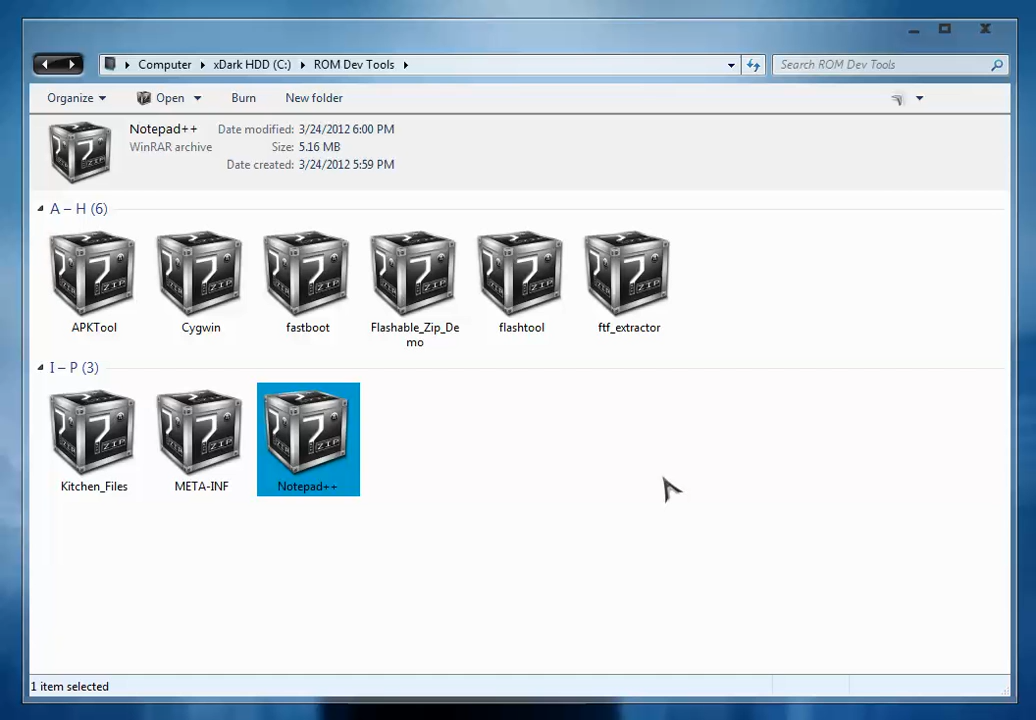 Computer xDark HDD (C:) ROM Dev Tools Search ROM Dev Tools
Organize Open Burn New folder
Notepad++ Date modified: 3/24/2012 6:00 PM
WinRAR archive Size: 5.16 MB
Date created: 3/24/2012 5:59 PM
A – H (6)
APKTool Cygwin fastboot Flashable_Zip_De flashtool ftf_extractor
mo
I – P (3)
Kitchen_Files META-INF Notepad++
1 item selected